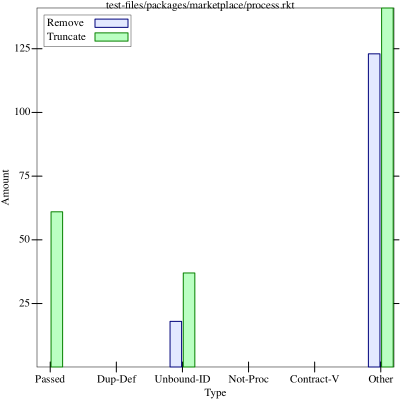 test-files/packages/marketplace/process.rkt
Remove
Truncate
125
100
75
50
25
Amount
Passed Dup-Def Unbound-ID Not-Proc Contract-V Other
Type